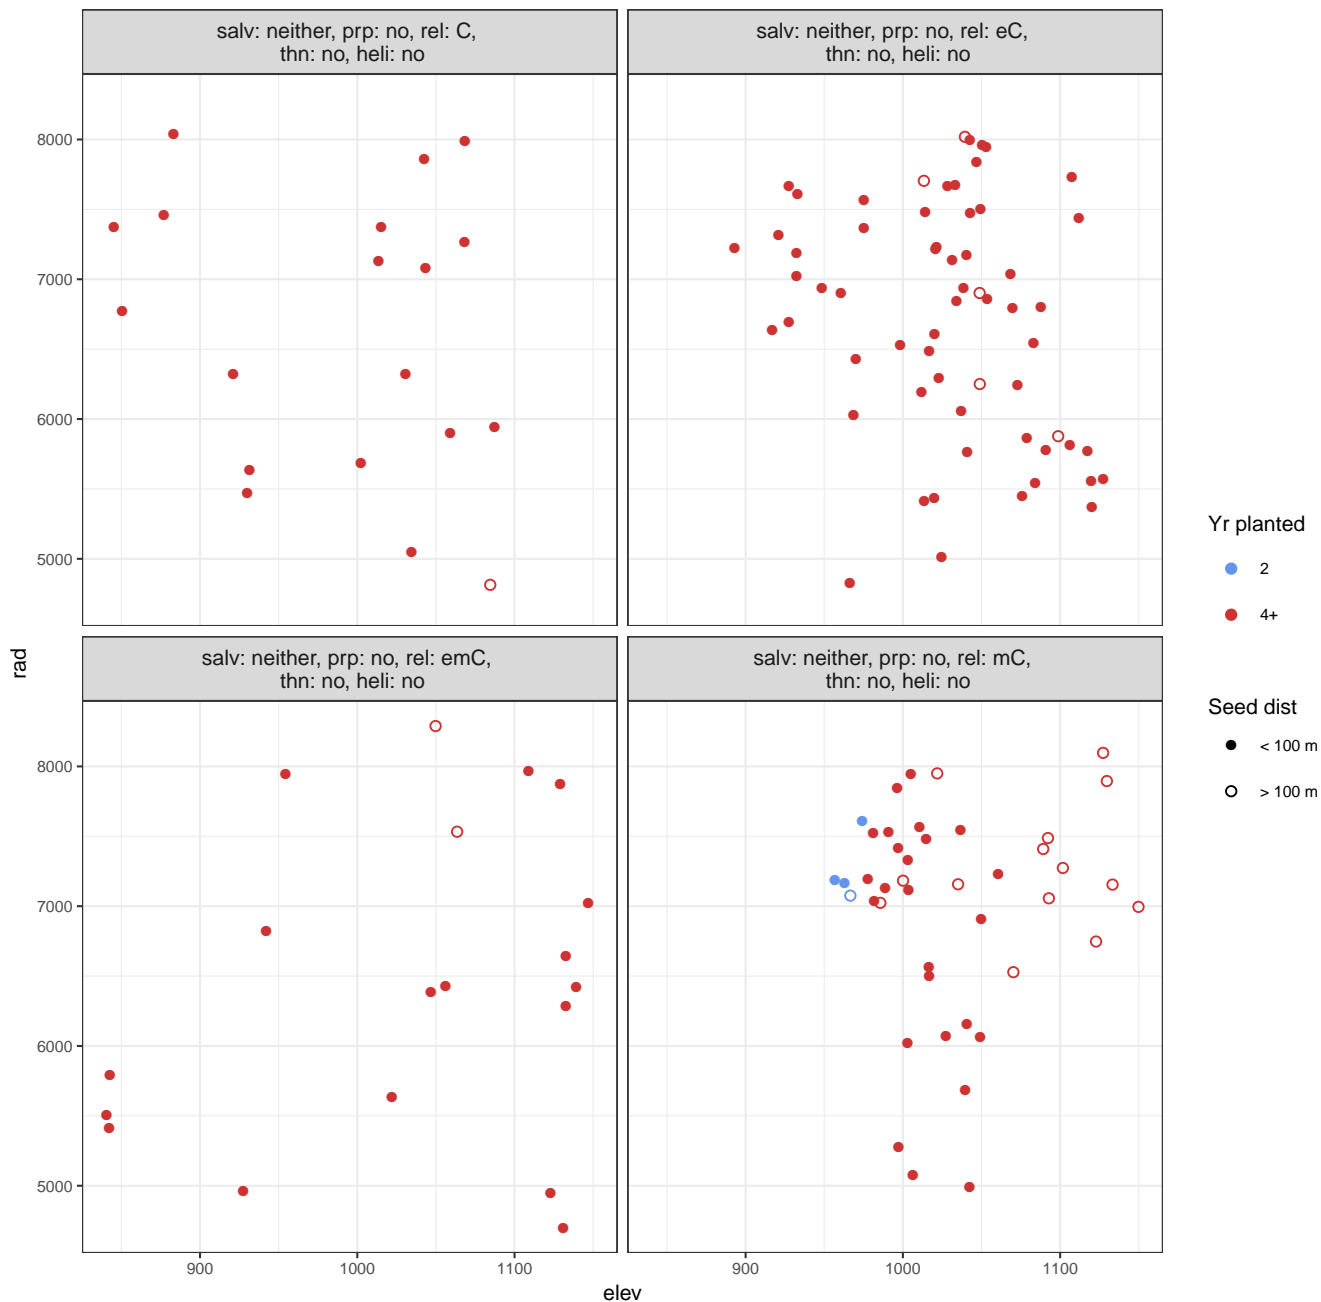 salv: neither, prp: no, rel: C,
thn: no, heli: no
salv: neither, prp: no, rel: eC,
thn: no, heli: no
8000
7000
6000
5000
salv: neither, prp: no, rel: emC,
thn: no, heli: no
salv: neither, prp: no, rel: mC,
thn: no, heli: no
8000
7000
6000
5000
rad
900 1000 1100
900 1000 1100
elev
Yr planted
2
4+
Seed dist
< 100 m
> 100 m